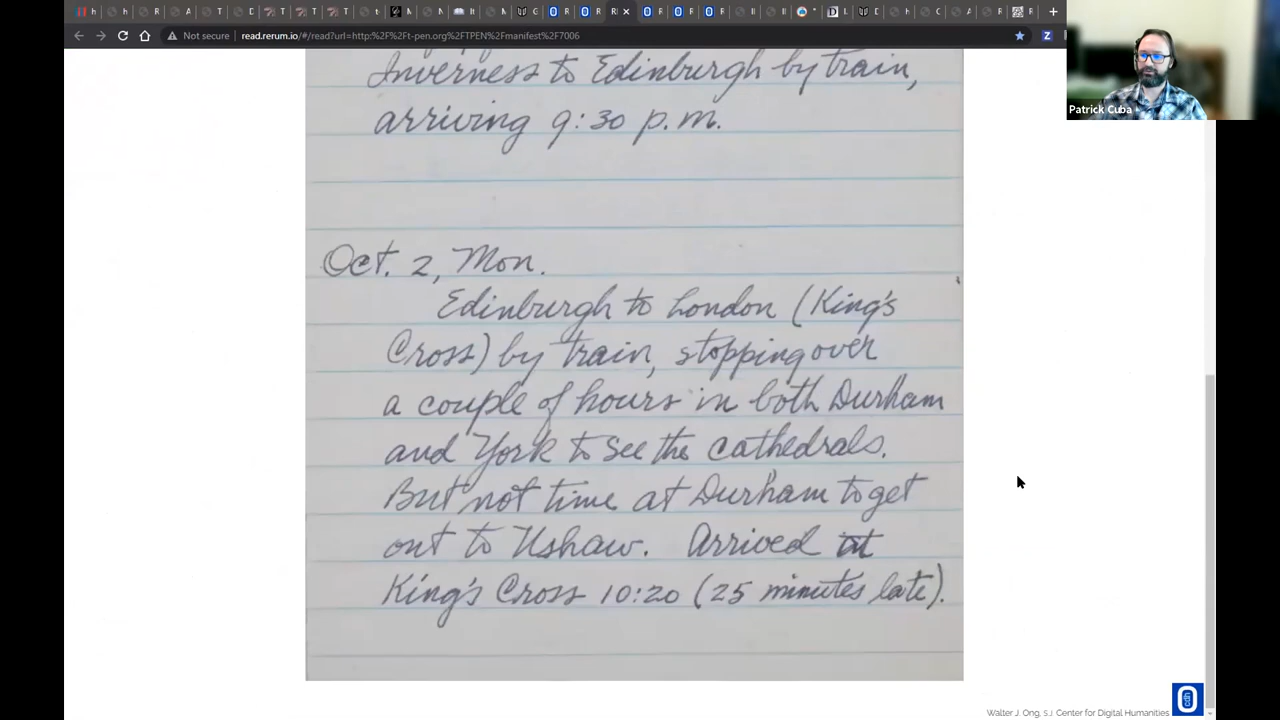 Not secure
read.rerum.io/#/read?url=http:%2F%2Ft-pen.org%2FTPEN%2Fmanifest%2F7006
Patrick Cuba
Inverness to Edinburgh by train,
arriving 9:30 p.m.
Oct. 2, Mon.
Edinburgh to London (King's
Cross) by train, stopping over
a couple of hours in both Durham
and York to see the cathedrals.
But not time at Durham to get
out to Ushaw. Arrived at
King's Cross 10:20 (25 minutes late).
Walter J. Ong, S.J. Center for Digital Humanities